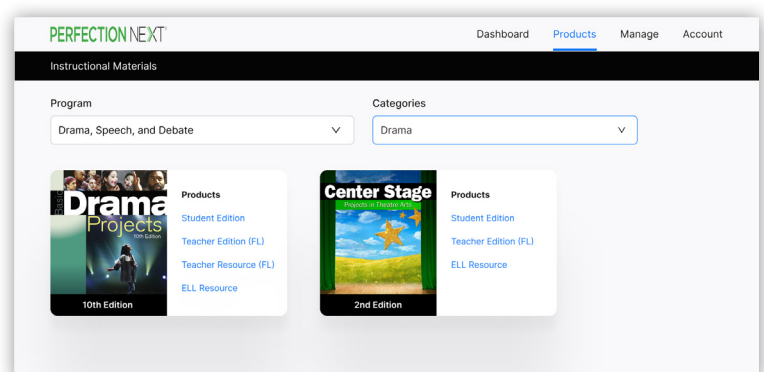 PERFECTION NEXT
Dashboard
Products
Manage
Account
Instructional Materials
Program
Categories
Drama, Speech, and Debate
Drama
Basic
Drama
Projects
10th Edition
10th Edition
Products
Student Edition
Teacher Edition (FL)
Teacher Resource (FL)
ELL Resource
Center Stage
Projects in Theatre Arts
2nd Edition
Products
Student Edition
Teacher Edition (FL)
ELL Resource